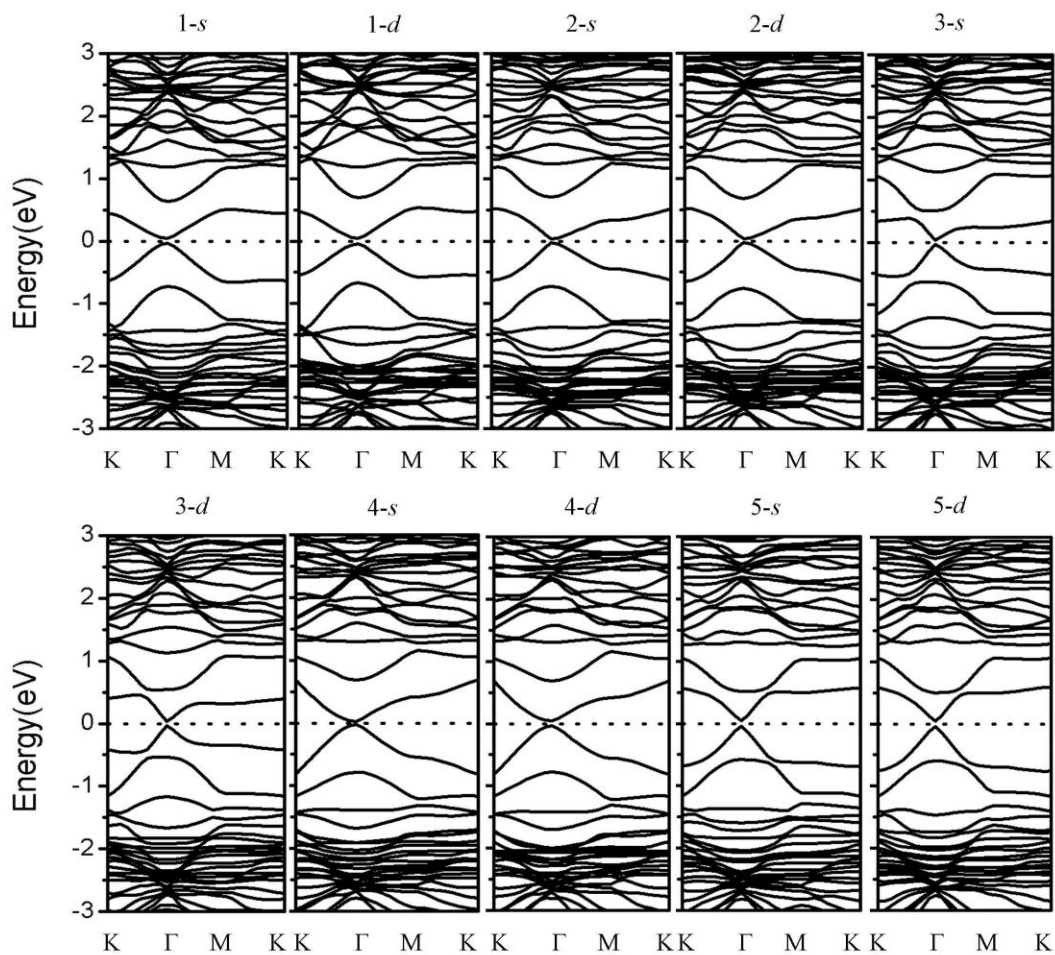 1-s 1-d 2-s 2-d 3-s
3
2
1
0
-1
-2
-3
Energy(eV)
K Γ M K K Γ M K K Γ M K K Γ M K K Γ M K
3-d 4-s 4-d 5-s 5-d
3
2
1
0
-1
-2
-3
Energy(eV)
K Γ M K K Γ M K K Γ M K K Γ M K K Γ M K